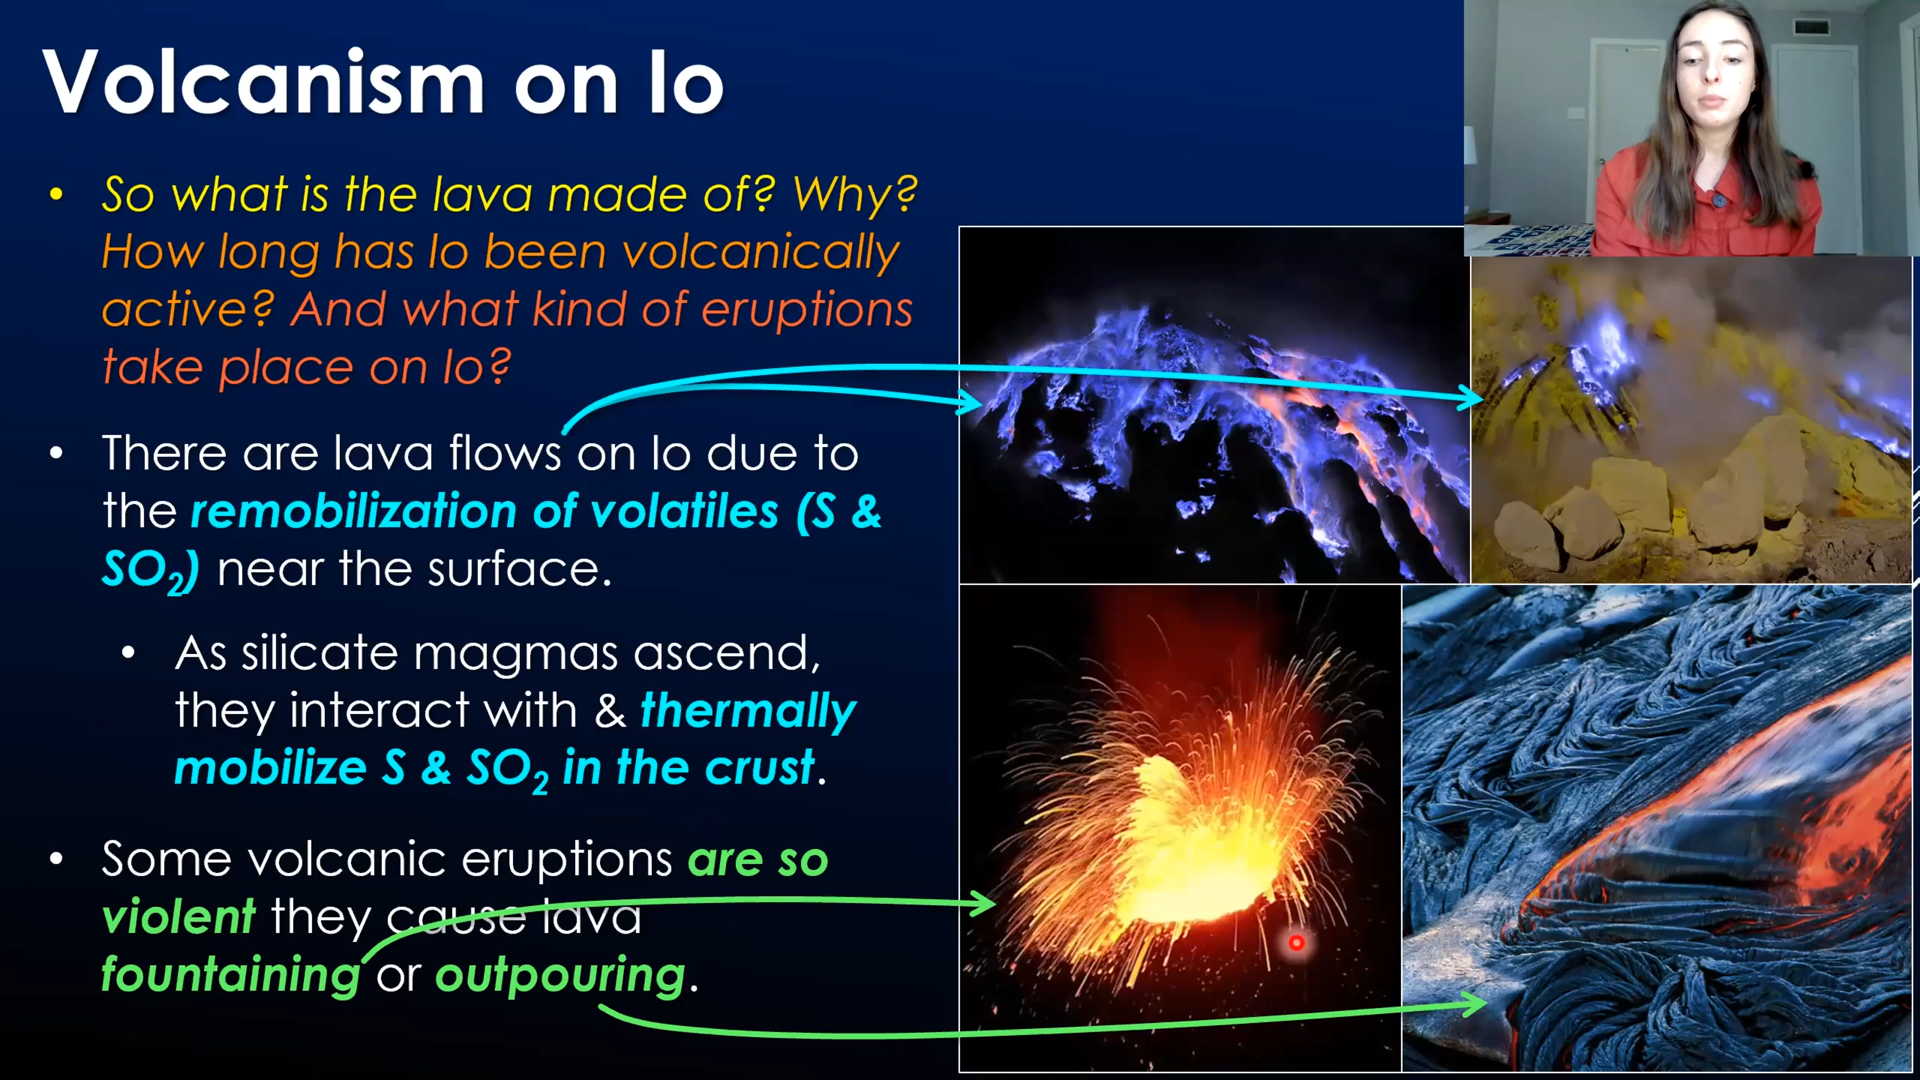 Volcanism on Io
• So what is the lava made of? Why?
How long has Io been volcanically
active? And what kind of eruptions
take place on Io?
• There are lava flows on Io due to
the remobilization of volatiles (S &
SO₂) near the surface.
• As silicate magmas ascend,
they interact with & thermally
mobilize S & SO₂ in the crust.
• Some volcanic eruptions are so
violent they cause lava
fountaining or outpouring.